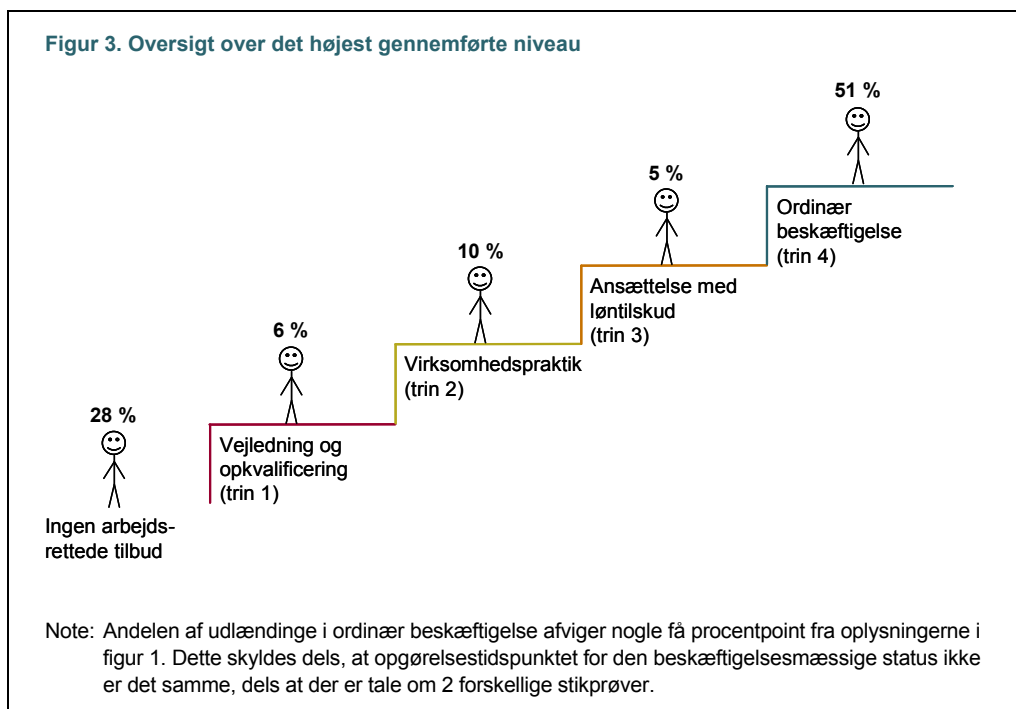 Figur 3. Oversigt over det højest gennemførte niveau
28 %
Ingen arbejds-
rettede tilbud
6 %
Vejledning og
opkvalificering
(trin 1)
10 %
Virksomhedspraktik
(trin 2)
5 %
Ansættelse med
løntilskud
(trin 3)
51 %
Ordinær
beskæftigelse
(trin 4)
Note: Andelen af udlændinge i ordinær beskæftigelse afviger nogle få procentpoint fra oplysningerne i
figur 1. Dette skyldes dels, at opgørelsestidspunktet for den beskæftigelsesmæssige status ikke
er det samme, dels at der er tale om 2 forskellige stikprøver.